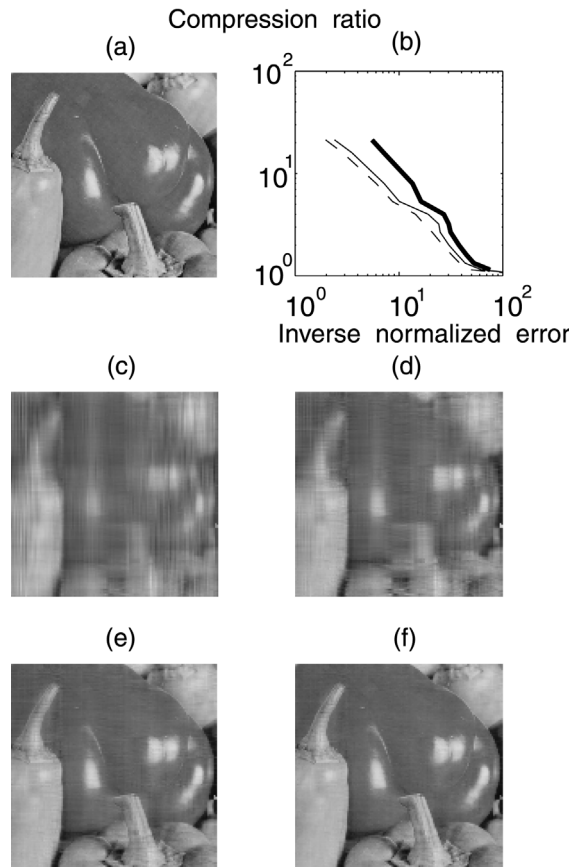 Compression ratio
(a)
(b)
10^2
10^1
10^0
10^0 10^1 10^2
Inverse normalized error
(c)
(d)
(e)
(f)